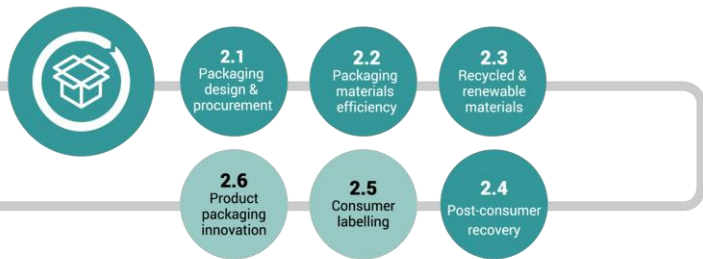 2.1
Packaging
design &
procurement
2.2
Packaging
materials
efficiency
2.3
Recycled &
renewable
materials
2.4
Post-consumer
recovery
2.5
Consumer
labelling
2.6
Product
packaging
innovation